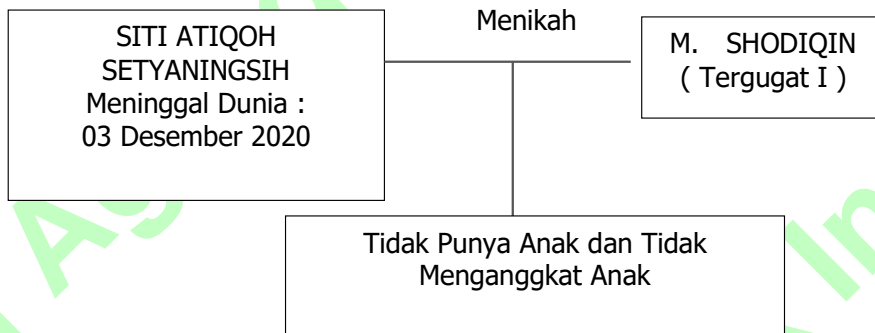 Menikah
SITI ATIQOH
SETYANINGSIH
Meninggal Dunia :
03 Desember 2020
M. SHODIQIN
( Tergugat I )
Tidak Punya Anak dan Tidak
Menganggkat Anak